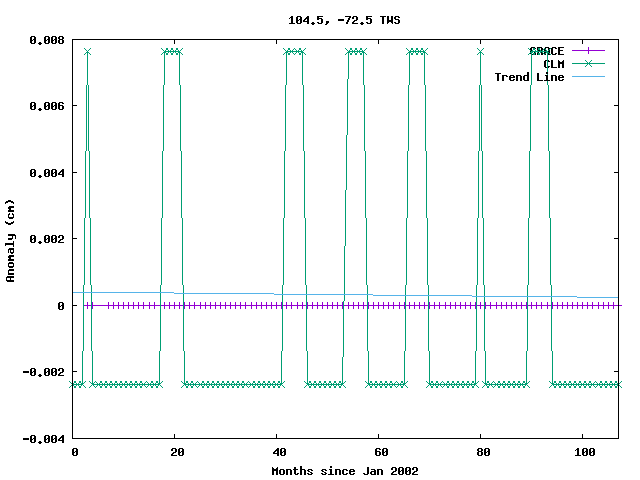 104.5, -72.5 TWS
0.008
0.006
0.004
0.002
0
-0.002
-0.004
Anomaly (cm)
GRACE
CLM
Trend Line
0 20 40 60 80 100
Months since Jan 2002